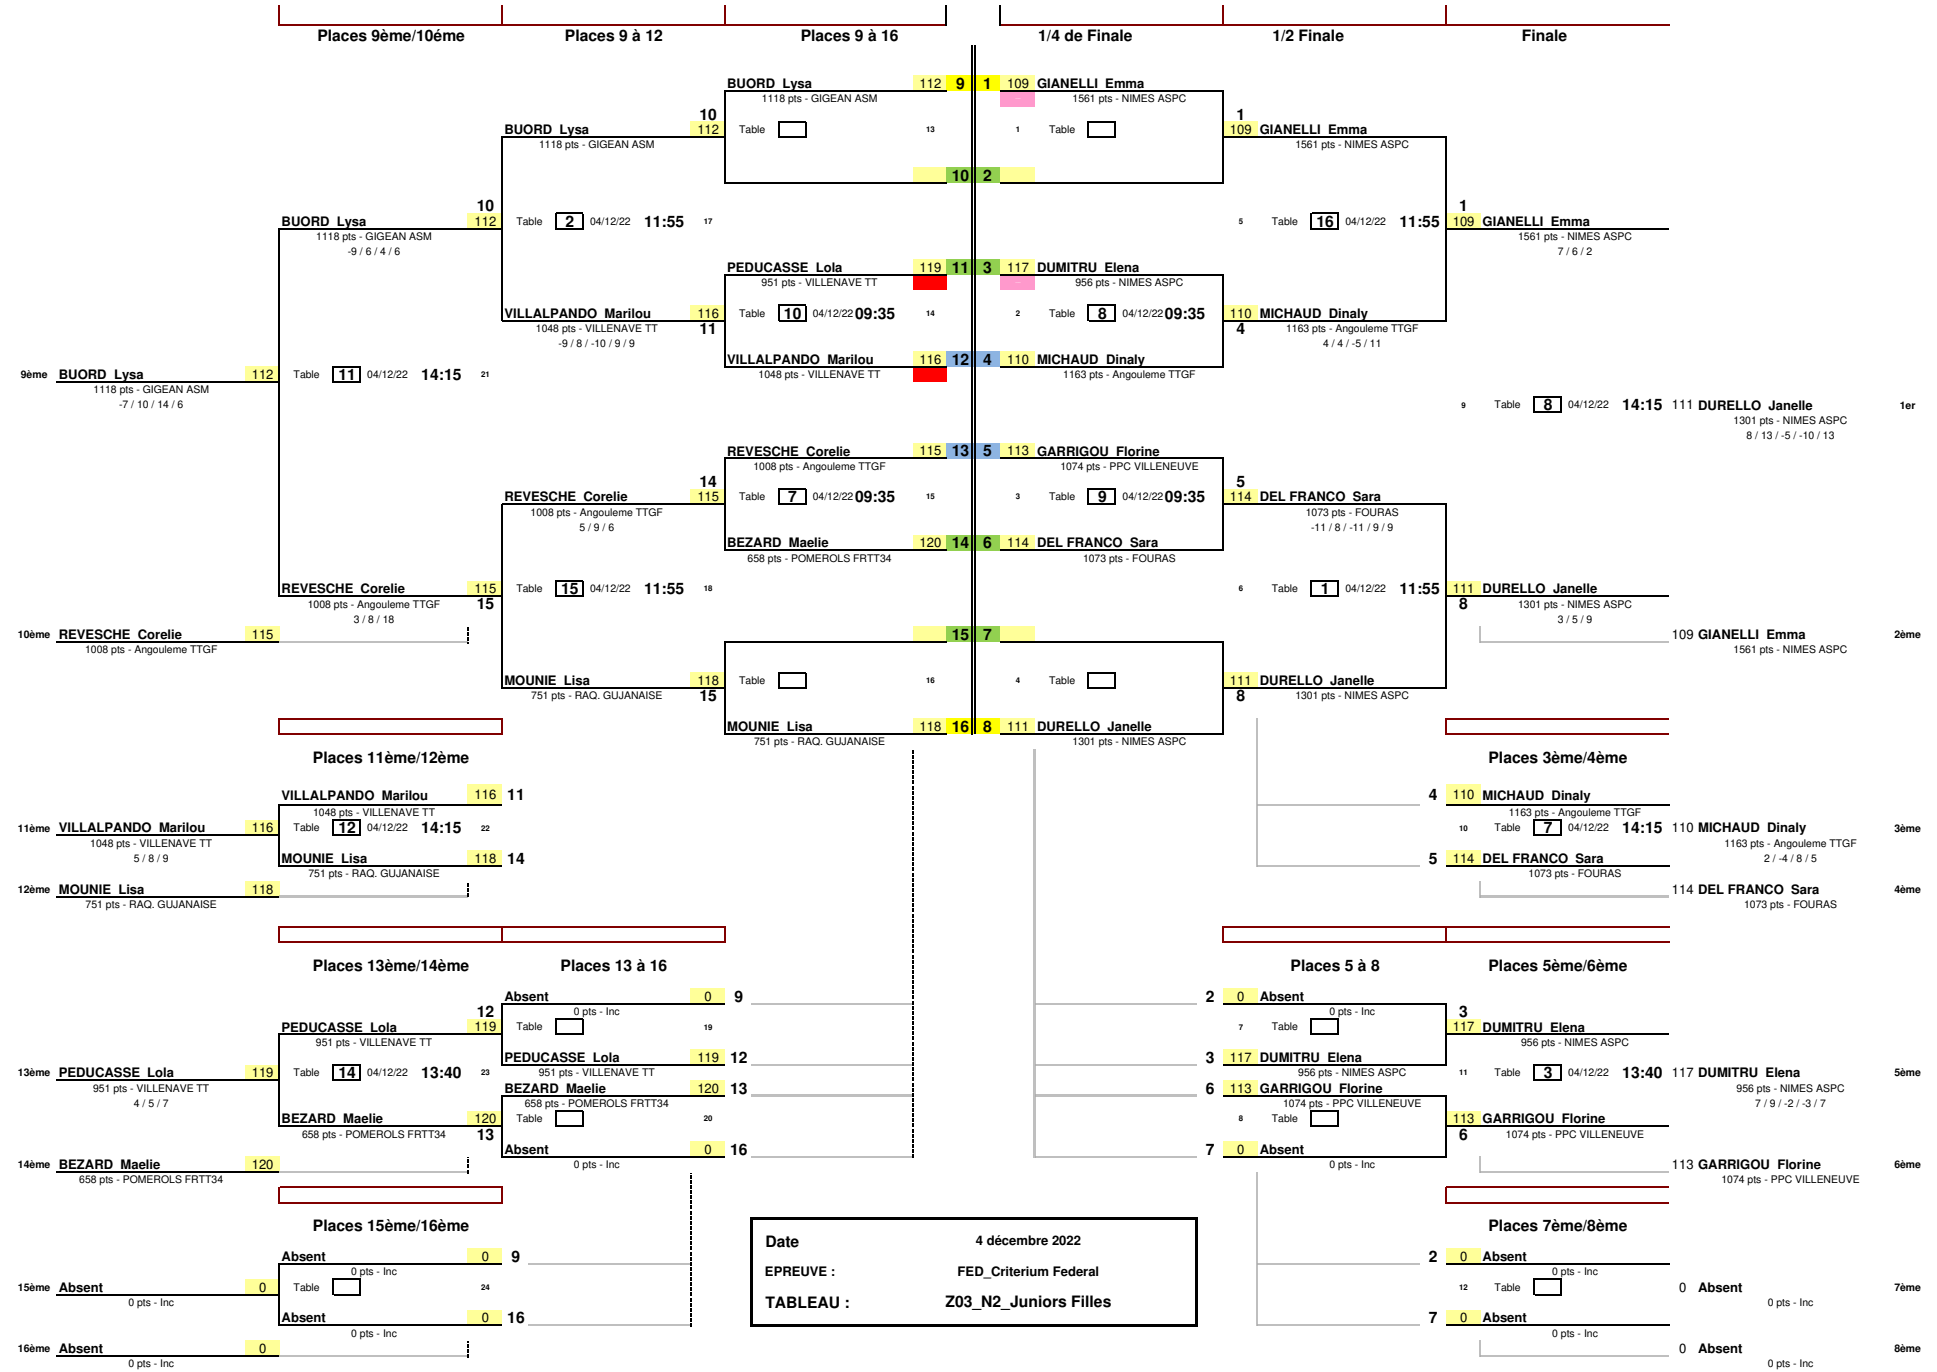 Places 9ème/10éme Places 9 à 12 Places 9 à 16 1/4 de Finale 1/2 Finale Finale
BUORD Lysa 112 9 1 109 GIANELLI Emma
1118 pts - GIGEAN ASM 1561 pts - NIMES ASPC
10 1
BUORD Lysa 112 Table 13 1 Table 109 GIANELLI Emma
1118 pts - GIGEAN ASM 1561 pts - NIMES ASPC
10 2
10 1
BUORD Lysa 112 Table 2 04/12/22 11:55 17 5 Table 16 04/12/22 11:55 109 GIANELLI Emma
1118 pts - GIGEAN ASM 1561 pts - NIMES ASPC
-9 / 6 / 4 / 6 7 / 6 / 2
PEDUCASSE Lola 119 11 3 117 DUMITRU Elena
951 pts - VILLENAVE TT 956 pts - NIMES ASPC
VILLALPANDO Marilou 116 Table 10 04/12/22 09:35 14 2 Table 8 04/12/22 09:35 110 MICHAUD Dinaly
1048 pts - VILLENAVE TT 11 4 1163 pts - Angouleme TTGF
-9 / 8 / -10 / 9 / 9 4 / 4 / -5 / 11
VILLALPANDO Marilou 116 12 4 110 MICHAUD Dinaly
1048 pts - VILLENAVE TT 1163 pts - Angouleme TTGF
9ème BUORD Lysa 112 Table 11 04/12/22 14:15 21
1118 pts - GIGEAN ASM
-7 / 10 / 14 / 6
9 Table 8 04/12/22 14:15 111 DURELLO Janelle 1er
1301 pts - NIMES ASPC
8 / 13 / -5 / -10 / 13
REVESCHE Corelie 115 13 5 113 GARRIGOU Florine
1008 pts - Angouleme TTGF 1074 pts - PPC VILLENEUVE
14 5
REVESCHE Corelie 115 Table 7 04/12/22 09:35 15 3 Table 9 04/12/22 09:35 114 DEL FRANCO Sara
1008 pts - Angouleme TTGF 1073 pts - FOURAS
5 / 9 / 6 -11 / 8 / -11 / 9 / 9
BEZARD Maelie 120 14 6 114 DEL FRANCO Sara
658 pts - POMEROLS FRTT34 1073 pts - FOURAS
REVESCHE Corelie 115 Table 15 04/12/22 11:55 18 6 Table 1 04/12/22 11:55 111 DURELLO Janelle
1008 pts - Angouleme TTGF 15 8 1301 pts - NIMES ASPC
3 / 8 / 18 3 / 5 / 9
10ème REVESCHE Corelie 115 15 7 109 GIANELLI Emma 2ème
1008 pts - Angouleme TTGF 1561 pts - NIMES ASPC
MOUNIE Lisa 118 Table 16 4 Table 111 DURELLO Janelle
751 pts - RAQ. GUJANAISE 15 8 1301 pts - NIMES ASPC
MOUNIE Lisa 118 16 8 111 DURELLO Janelle
751 pts - RAQ. GUJANAISE 1301 pts - NIMES ASPC
Places 11ème/12ème Places 3ème/4ème
VILLALPANDO Marilou 116 11 4 110 MICHAUD Dinaly
1048 pts - VILLENAVE TT 1163 pts - Angouleme TTGF
11ème VILLALPANDO Marilou 116 Table 12 04/12/22 14:15 22 10 Table 7 04/12/22 14:15 110 MICHAUD Dinaly 3ème
1048 pts - VILLENAVE TT 1163 pts - Angouleme TTGF
5 / 8 / 9 2 / -4 / 8 / 5
MOUNIE Lisa 118 14 5 114 DEL FRANCO Sara
751 pts - RAQ. GUJANAISE 1073 pts - FOURAS
12ème MOUNIE Lisa 118 114 DEL FRANCO Sara 4ème
751 pts - RAQ. GUJANAISE 1073 pts - FOURAS
Places 13ème/14ème Places 13 à 16 Places 5 à 8 Places 5ème/6ème
Absent 0 9 2 0 Absent
0 pts - Inc 0 pts - Inc
12 3
PEDUCASSE Lola 119 Table 19 7 Table 117 DUMITRU Elena
951 pts - VILLENAVE TT 956 pts - NIMES ASPC
PEDUCASSE Lola 119 12 3 117 DUMITRU Elena
951 pts - VILLENAVE TT 956 pts - NIMES ASPC
13ème PEDUCASSE Lola 119 Table 14 04/12/22 13:40 23 11 Table 3 04/12/22 13:40 117 DUMITRU Elena 5ème
951 pts - VILLENAVE TT 956 pts - NIMES ASPC
4 / 5 / 7 7 / 9 / -2 / -3 / 7
BEZARD Maelie 120 13 6 113 GARRIGOU Florine
658 pts - POMEROLS FRTT34 1074 pts - PPC VILLENEUVE
BEZARD Maelie 120 Table 20 8 Table 113 GARRIGOU Florine
658 pts - POMEROLS FRTT34 13 6 1074 pts - PPC VILLENEUVE
Absent 0 16 7 0 Absent
0 pts - Inc 0 pts - Inc
14ème BEZARD Maelie 120 113 GARRIGOU Florine 6ème
658 pts - POMEROLS FRTT34 1074 pts - PPC VILLENEUVE
Places 15ème/16ème Places 7ème/8ème
Date 4 décembre 2022
EPREUVE : FED_Criterium Federal
TABLEAU : Z03_N2_Juniors Filles
Absent 0 9 2 0 Absent
0 pts - Inc 0 pts - Inc
15ème Absent 0 Table 24 12 Table 0 Absent 7ème
0 pts - Inc 0 pts - Inc
Absent 0 16 7 0 Absent
0 pts - Inc 0 pts - Inc
16ème Absent 0 0 Absent 8ème
0 pts - Inc 0 pts - Inc